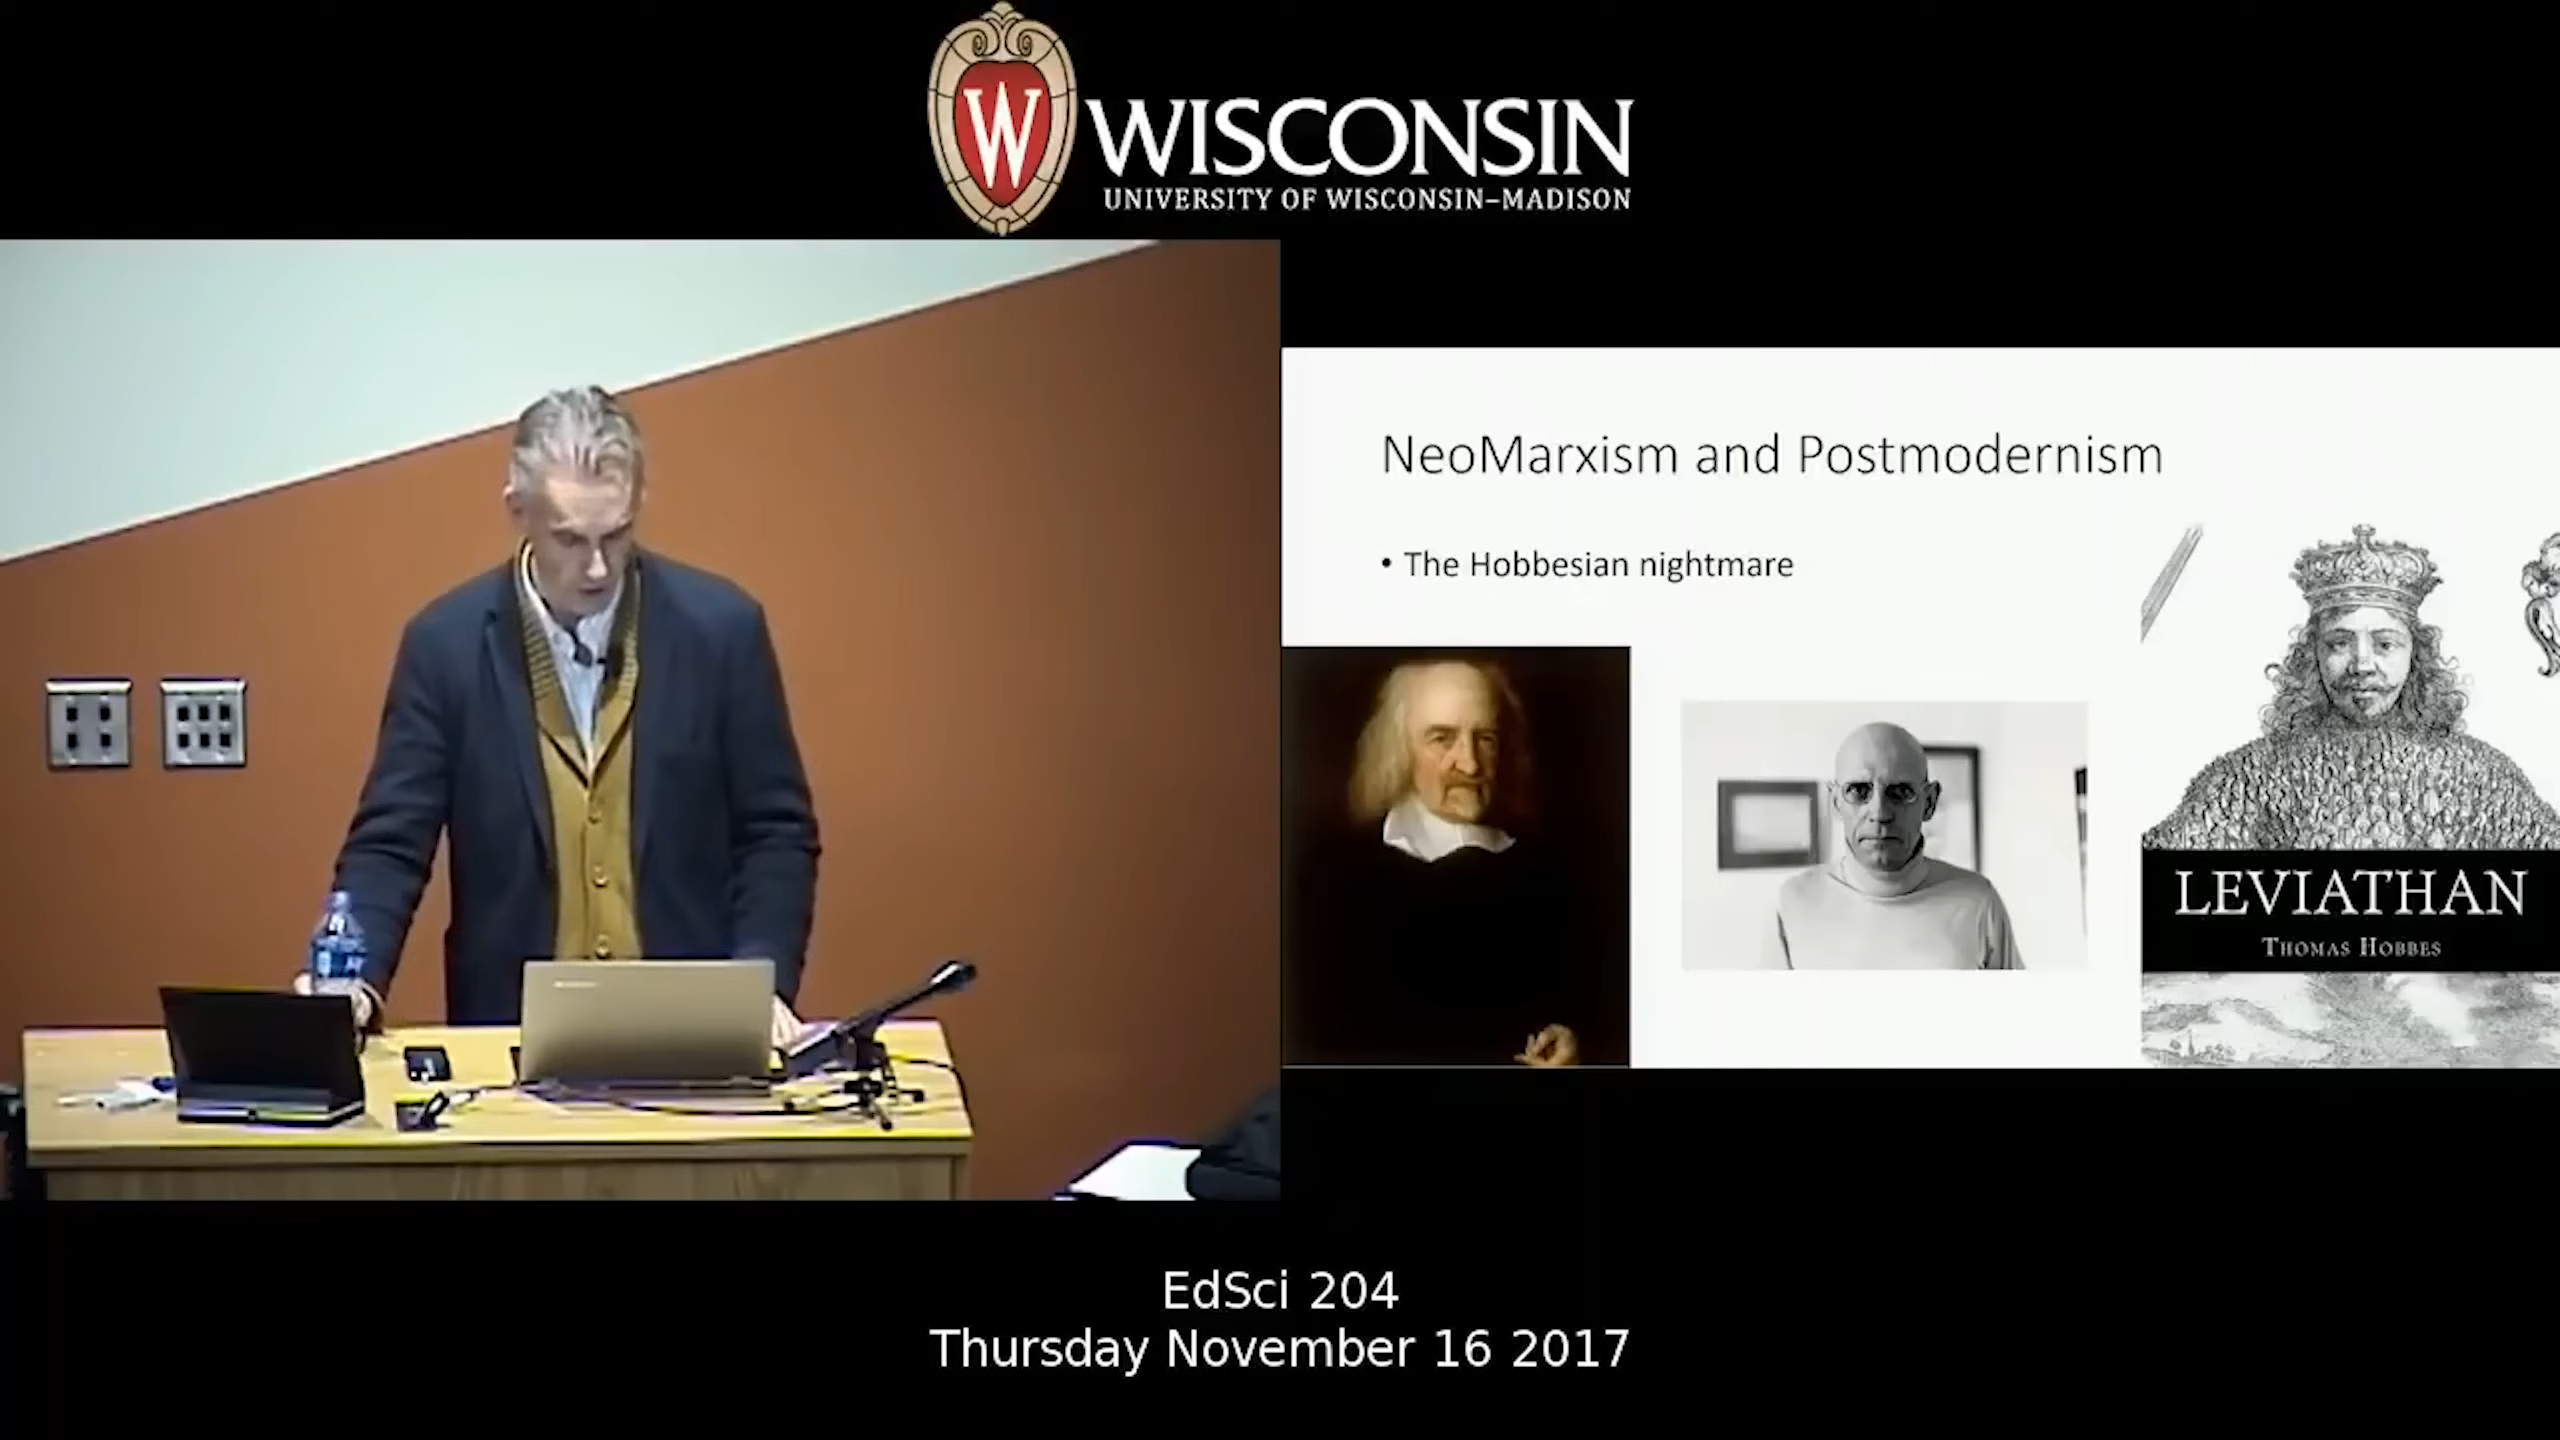 W
WISCONSIN
UNIVERSITY OF WISCONSIN–MADISON
NeoMarxism and Postmodernism
• The Hobbesian nightmare
LEVIATHAN
THOMAS HOBBES
EdSci 204
Thursday November 16 2017